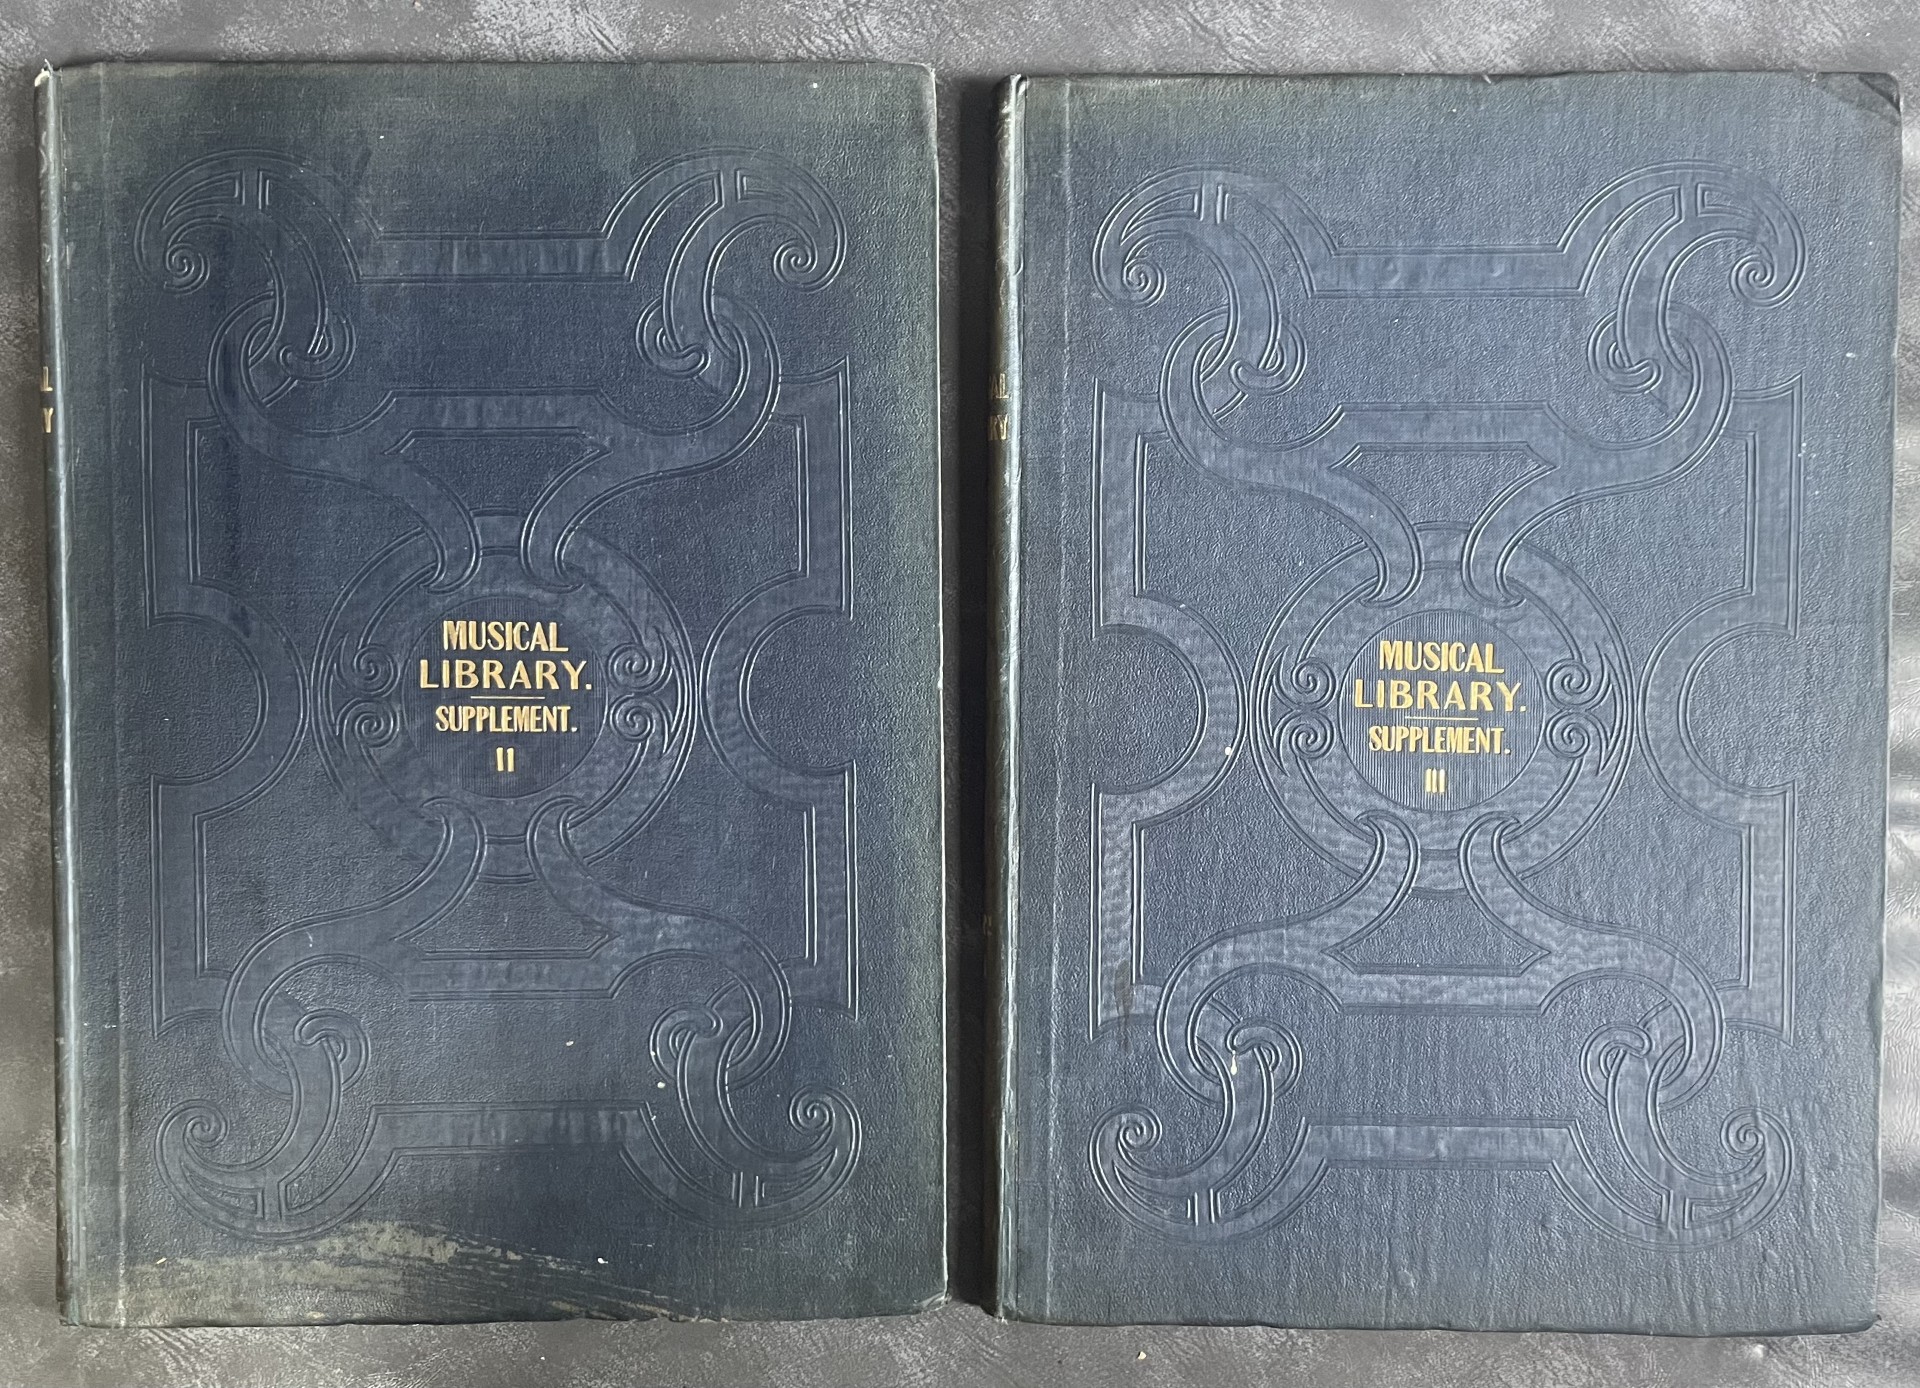 MUSICAL
LIBRARY.
SUPPLEMENT.
II
MUSICAL
LIBRARY.
SUPPLEMENT.
III